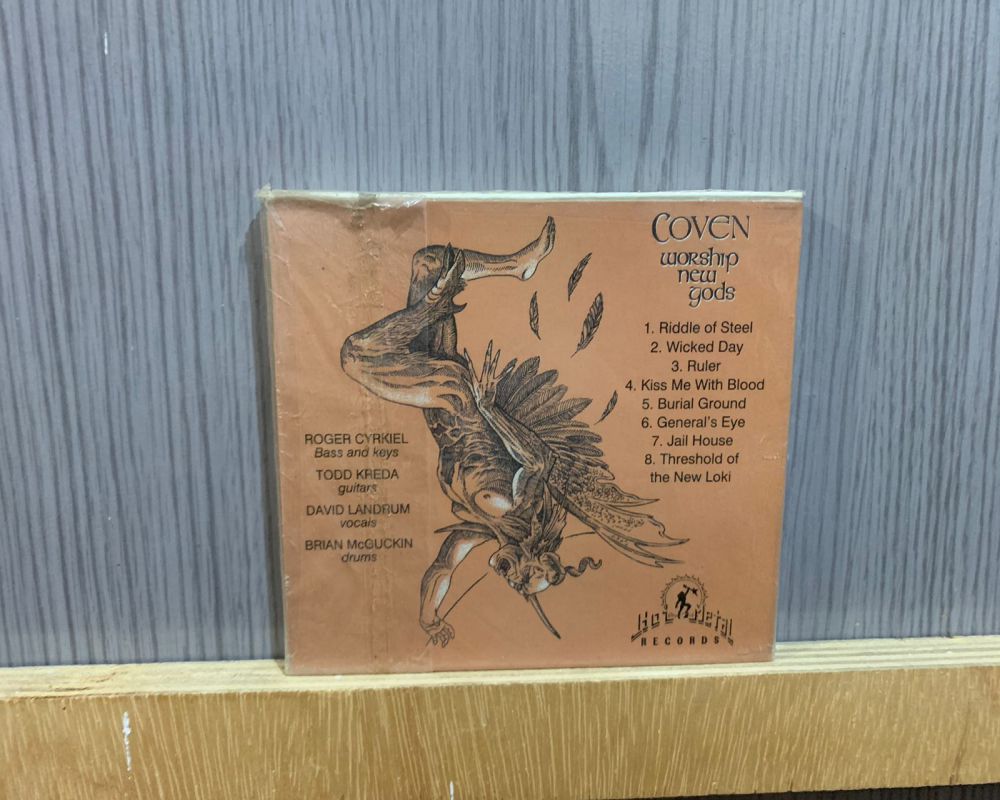 COVEN
worship
new
gods
1. Riddle of Steel
2. Wicked Day
3. Ruler
4. Kiss Me With Blood
5. Burial Ground
6. General's Eye
7. Jail House
8. Threshold of
the New Loki
ROGER CYRKIEL
Bass and keys
TODD KREDA
guitars
DAVID LANDRUM
vocals
BRIAN McGUCKIN
drums
Hot Metal
RECORDS